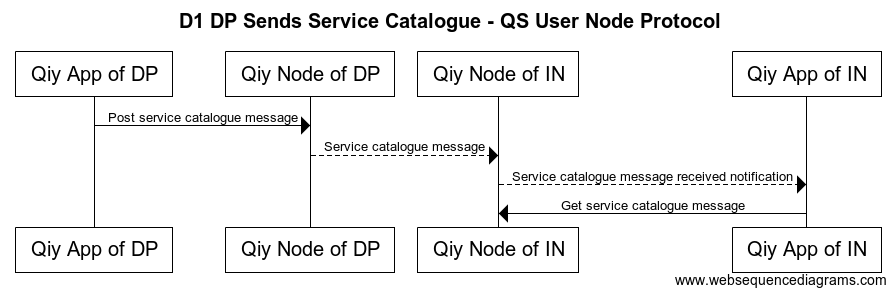 D1 DP Sends Service Catalogue - QS User Node Protocol
Qiy App of DP
Qiy Node of DP
Qiy Node of IN
Qiy App of IN
Post service catalogue message
Service catalogue message
Service catalogue message received notification
Get service catalogue message
Qiy App of DP
Qiy Node of DP
Qiy Node of IN
Qiy App of IN
www.websequencediagrams.com